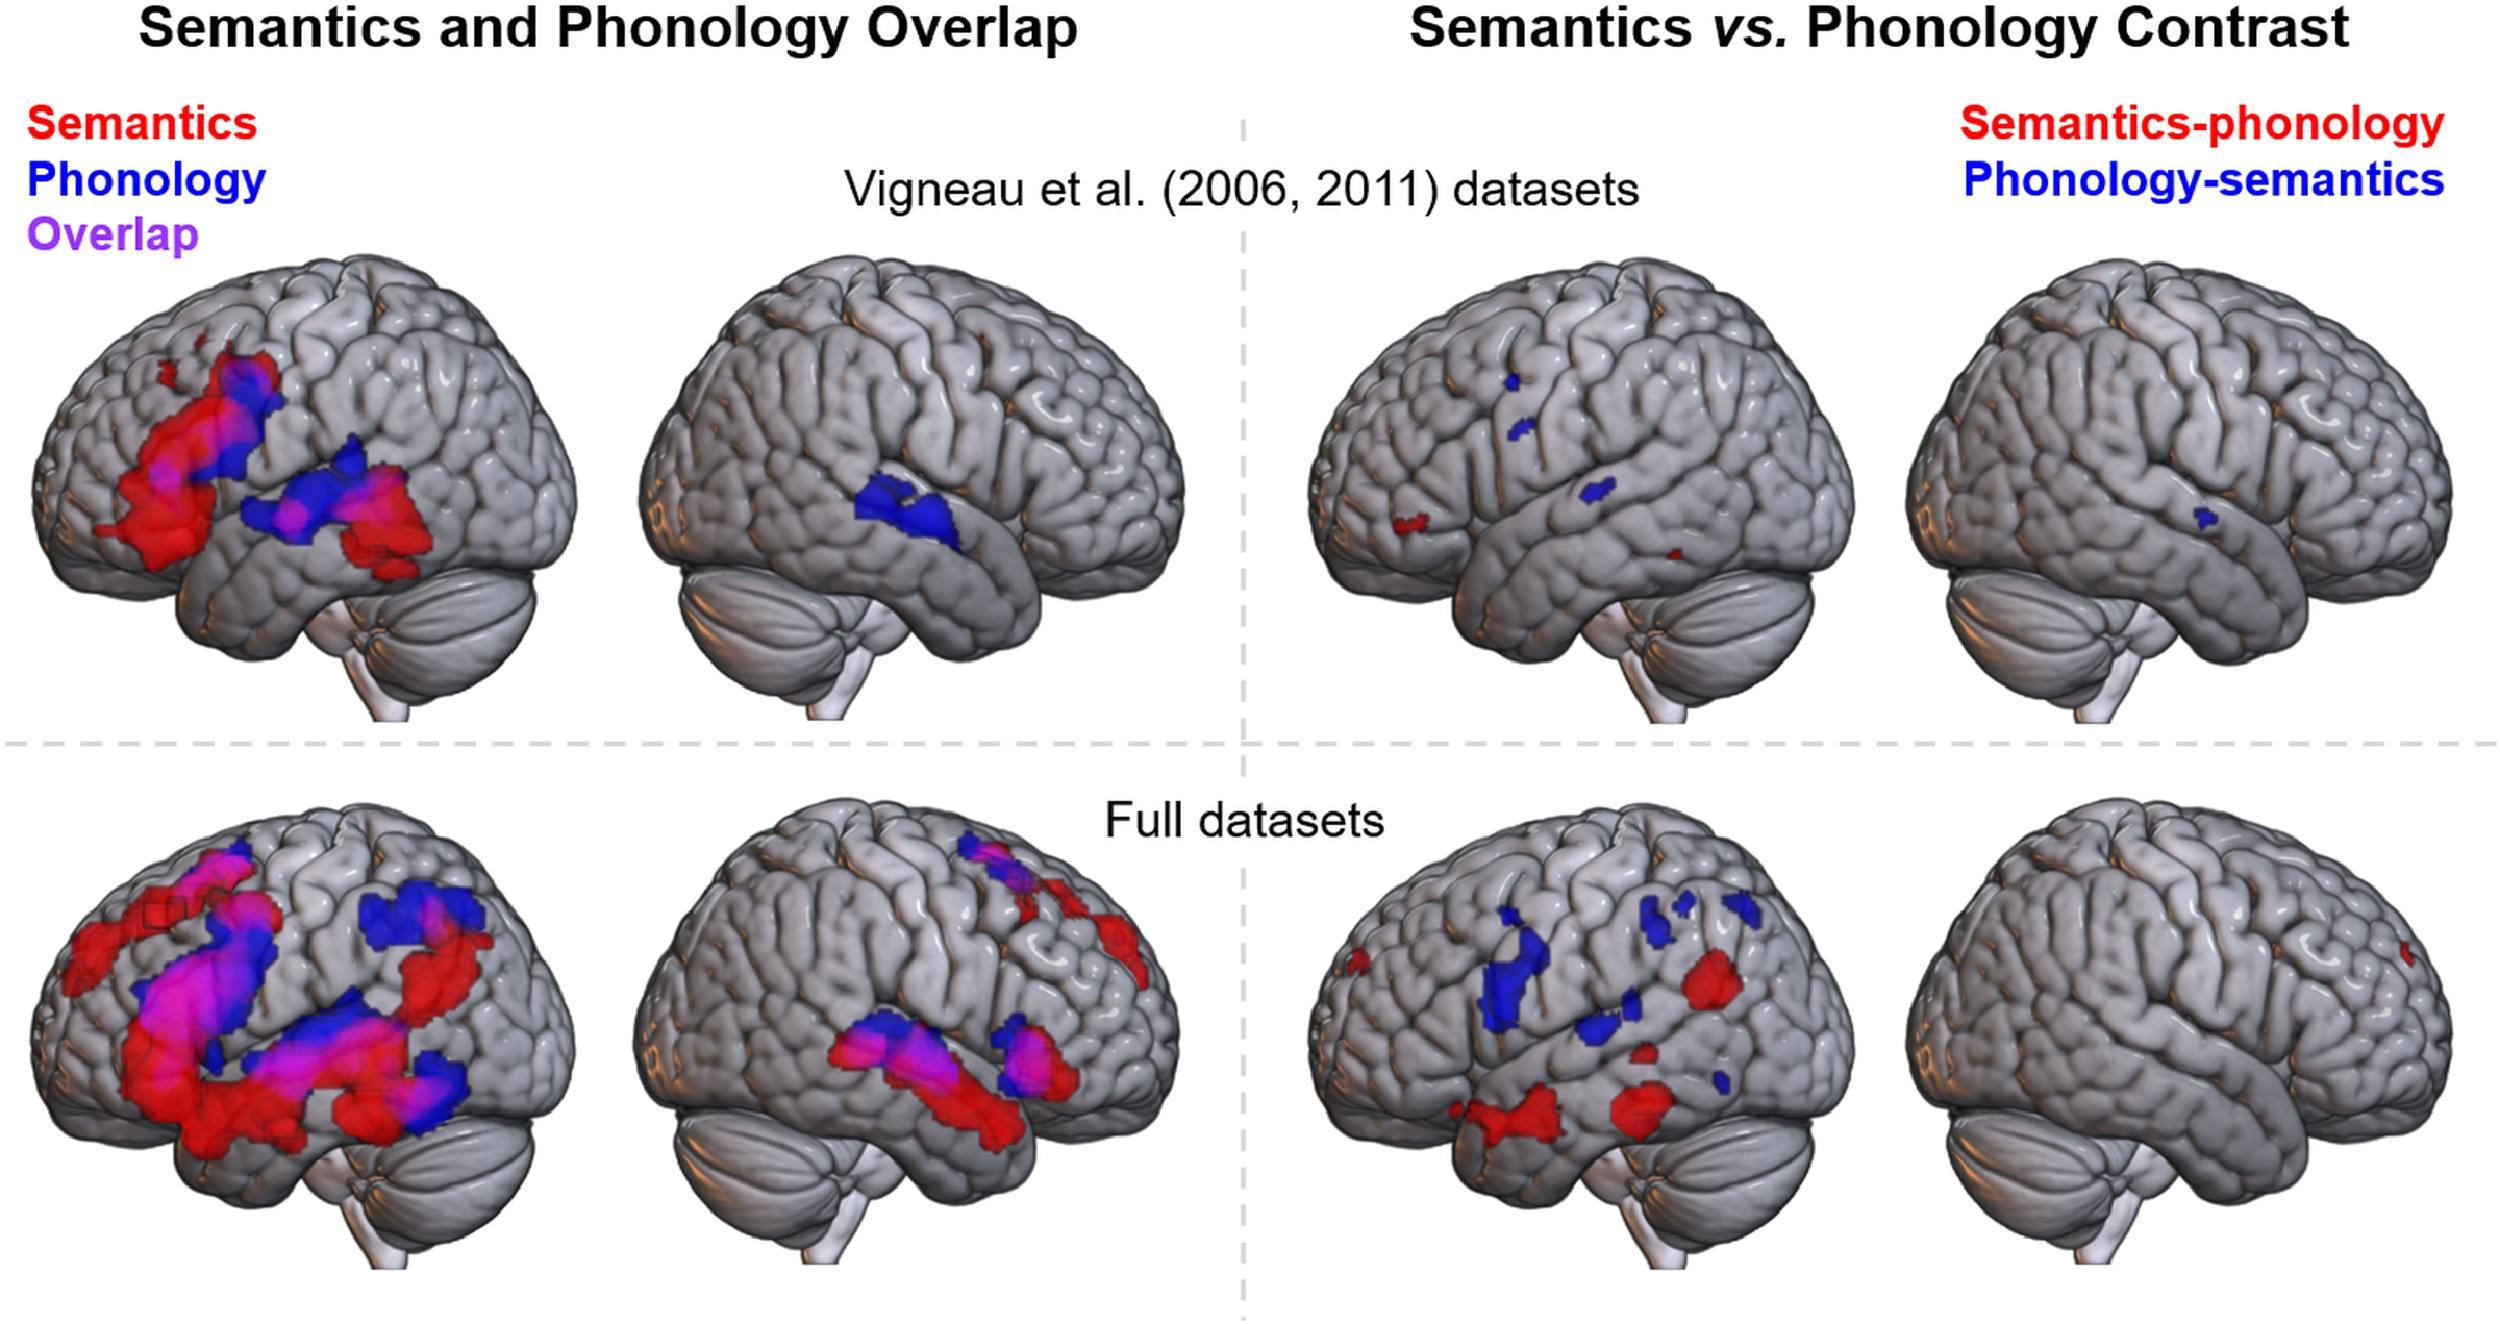 Semantics and Phonology Overlap
Semantics vs. Phonology Contrast
Semantics
Phonology
Overlap
Semantics-phonology
Phonology-semantics
Vigneau et al. (2006, 2011) datasets
Full datasets